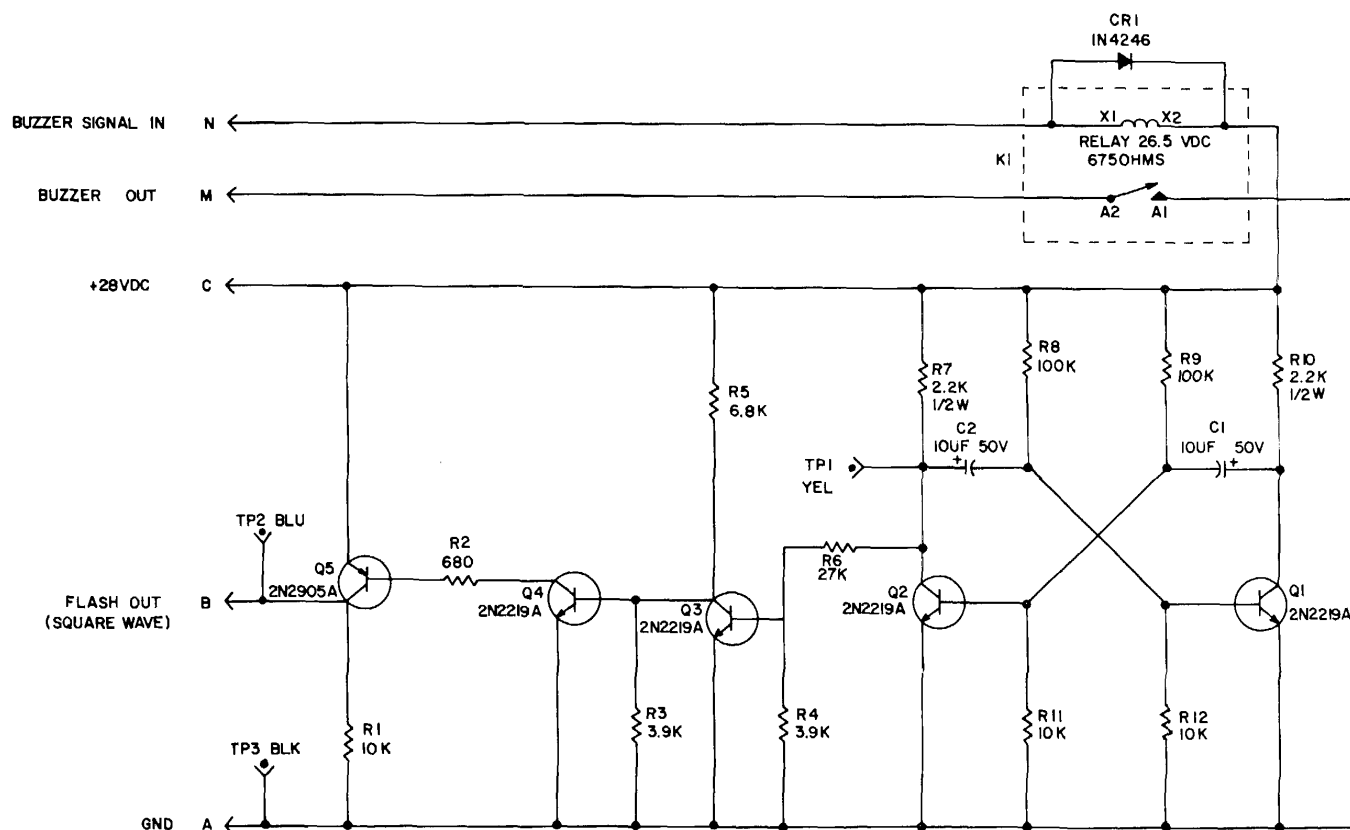 CR1
IN4246
BUZZER SIGNAL IN N
X1 X2
RELAY 26.5 VDC
6750HMS
K1
BUZZER OUT M
A2 A1
+28VDC C
R8
100K
R9
100K
R10
2.2K
1/2W
R7
2.2K
1/2W
R5
6.8K
C2
10UF 50V
+
C1
10UF 50V
+
TP1
YEL
TP2 BLU
R2
680
R6
27K
Q5
2N2905A
Q4
2N2219A
Q3
2N2219A
Q2
2N2219A
Q1
2N2219A
FLASH OUT B
(SQUARE WAVE)
R1
10K
R3
3.9K
R4
3.9K
R11
10K
R12
10K
TP3 BLK
GND A